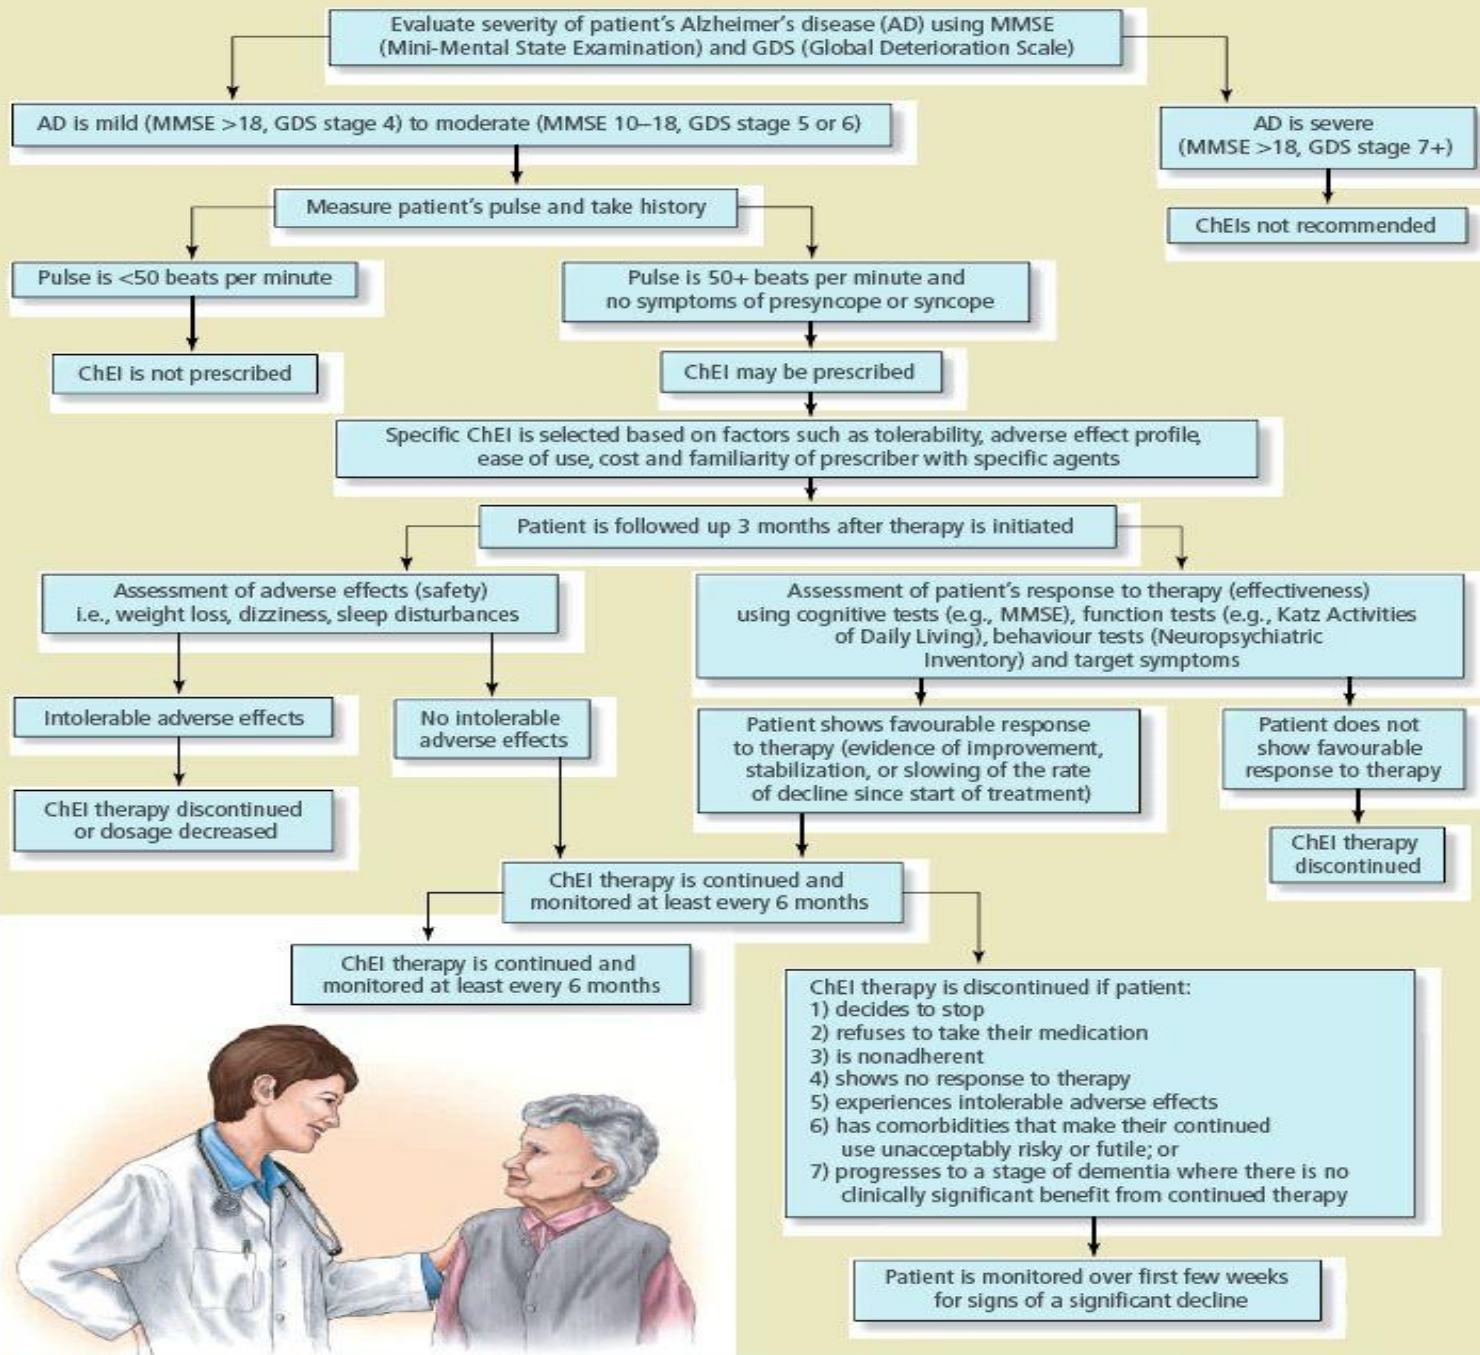 Evaluate severity of patient's Alzheimer's disease (AD) using MMSE
(Mini-Mental State Examination) and GDS (Global Deterioration Scale)
AD is mild (MMSE >18, GDS stage 4) to moderate (MMSE 10–18, GDS stage 5 or 6)
AD is severe
(MMSE >18, GDS stage 7+)
Measure patient's pulse and take history
ChEIs not recommended
Pulse is <50 beats per minute
Pulse is 50+ beats per minute and
no symptoms of presyncope or syncope
ChEI is not prescribed
ChEI may be prescribed
Specific ChEI is selected based on factors such as tolerability, adverse effect profile,
ease of use, cost and familiarity of prescriber with specific agents
Patient is followed up 3 months after therapy is initiated
Assessment of adverse effects (safety)
i.e., weight loss, dizziness, sleep disturbances
Assessment of patient's response to therapy (effectiveness)
using cognitive tests (e.g., MMSE), function tests (e.g., Katz Activities
of Daily Living), behaviour tests (Neuropsychiatric
Inventory) and target symptoms
Intolerable adverse effects
No intolerable
adverse effects
Patient shows favourable response
to therapy (evidence of improvement,
stabilization, or slowing of the rate
of decline since start of treatment)
Patient does not
show favourable
response to therapy
ChEI therapy discontinued
or dosage decreased
ChEI therapy
discontinued
ChEI therapy is continued and
monitored at least every 6 months
ChEI therapy is continued and
monitored at least every 6 months
ChEI therapy is discontinued if patient:
1) decides to stop
2) refuses to take their medication
3) is nonadherent
4) shows no response to therapy
5) experiences intolerable adverse effects
6) has comorbidities that make their continued
use unacceptably risky or futile; or
7) progresses to a stage of dementia where there is no
clinically significant benefit from continued therapy
Patient is monitored over first few weeks
for signs of a significant decline